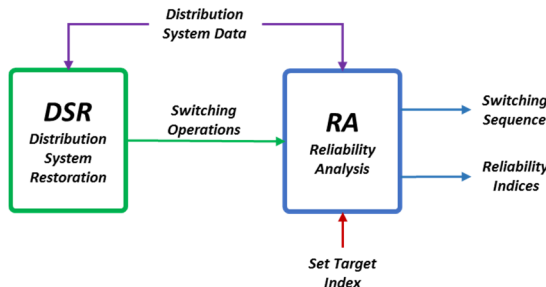 Distribution
System Data
DSR
Distribution
System
Restoration
Switching
Operations
RA
Reliability
Analysis
Switching
Sequence
Reliability
Indices
Set Target
Index